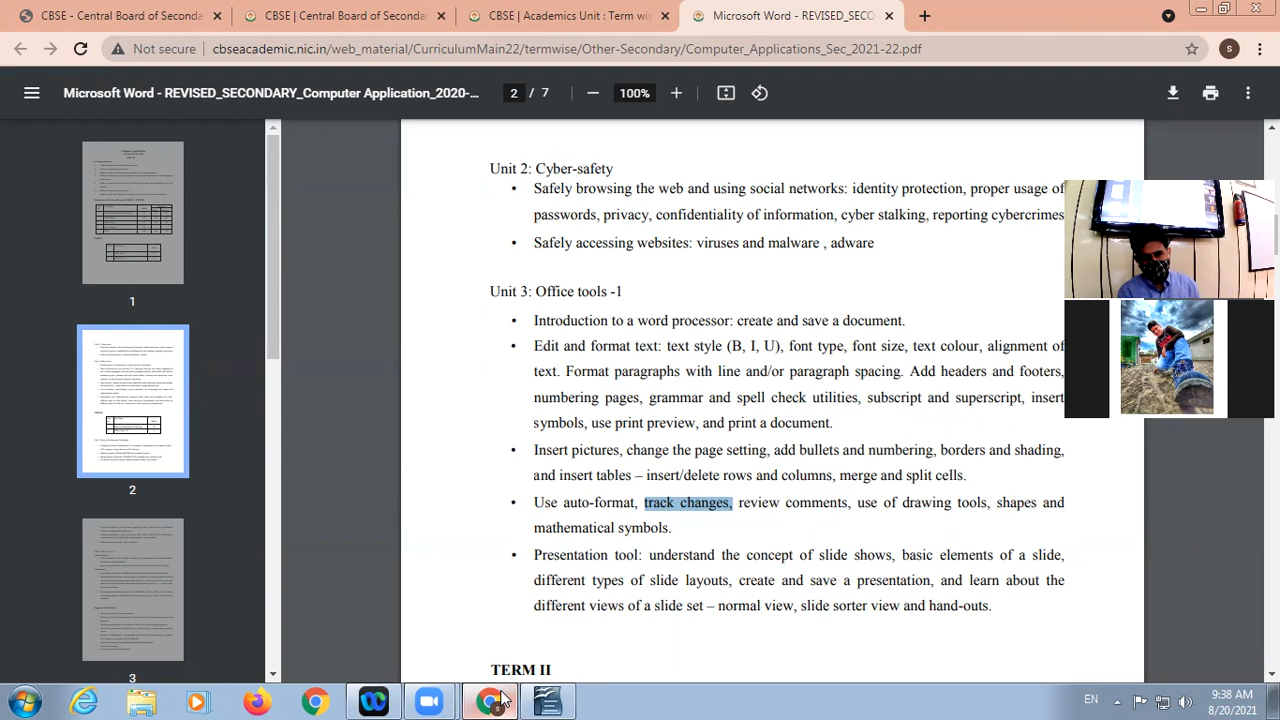 CBSE - Central Board of Seconda
CBSE | Central Board of Seconda
CBSE | Academics Unit : Term wis
Microsoft Word - REVISED_SECO
Not secure
cbseacademic.nic.in/web_material/CurriculumMain22/termwise/Other-Secondary/Computer_Applications_Sec_2021-22.pdf
S
Microsoft Word - REVISED_SECONDARY_Computer Application_2020-...
2 / 7
100%
1
2
3
Unit 2: Cyber-safety
• Safely browsing the web and using social networks: identity protection, proper usage of
passwords, privacy, confidentiality of information, cyber stalking, reporting cybercrimes
• Safely accessing websites: viruses and malware , adware
Unit 3: Office tools -1
• Introduction to a word processor: create and save a document.
• Edit and format text: text style (B, I, U), font type, font size, text colour, alignment of
text. Format paragraphs with line and/or paragraph spacing. Add headers and footers,
numbering pages, grammar and spell check utilities, subscript and superscript, insert
symbols, use print preview, and print a document.
• Insert pictures, change the page setting, add bullets and numbering, borders and shading,
and insert tables – insert/delete rows and columns, merge and split cells.
• Use auto-format, track changes, review comments, use of drawing tools, shapes and
mathematical symbols.
• Presentation tool: understand the concept of slide shows, basic elements of a slide,
different types of slide layouts, create and save a presentation, and learn about the
different views of a slide set – normal view, slide sorter view and hand-outs.
TERM II
EN
9:38 AM
8/20/2021